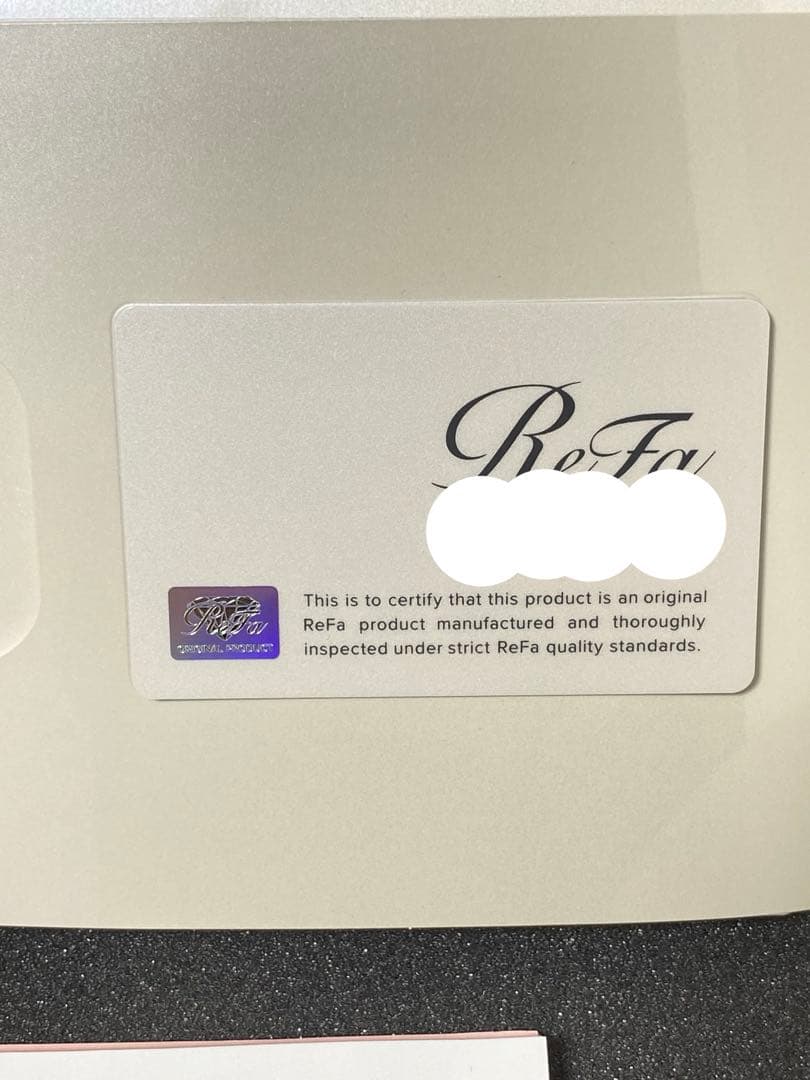 ReFa
ReFa
ORIGINAL PRODUCT
This is to certify that this product is an original
ReFa product manufactured and thoroughly
inspected under strict ReFa quality standards.